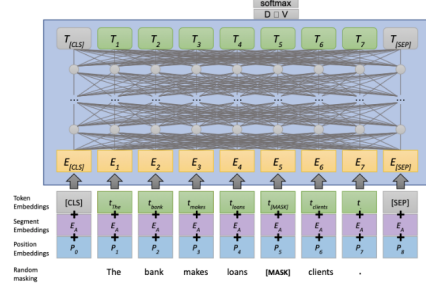 softmax
D □ V
T[CLS] T1 T2 T3 T4 T5 T6 T7 T[SEP]
... ... ...
E[CLS] E1 E2 E3 E4 E5 E6 E7 E[SEP]
Token Embeddings [CLS] tThe tbank tmakes tloans t[MASK] tclients t. [SEP]
+ + + + + + + + +
Segment Embeddings EA EA EA EA EA EA EA EA EA
+ + + + + + + + +
Position Embeddings P0 P1 P2 P3 P4 P5 P6 P7 P8
Random masking The bank makes loans [MASK] clients .